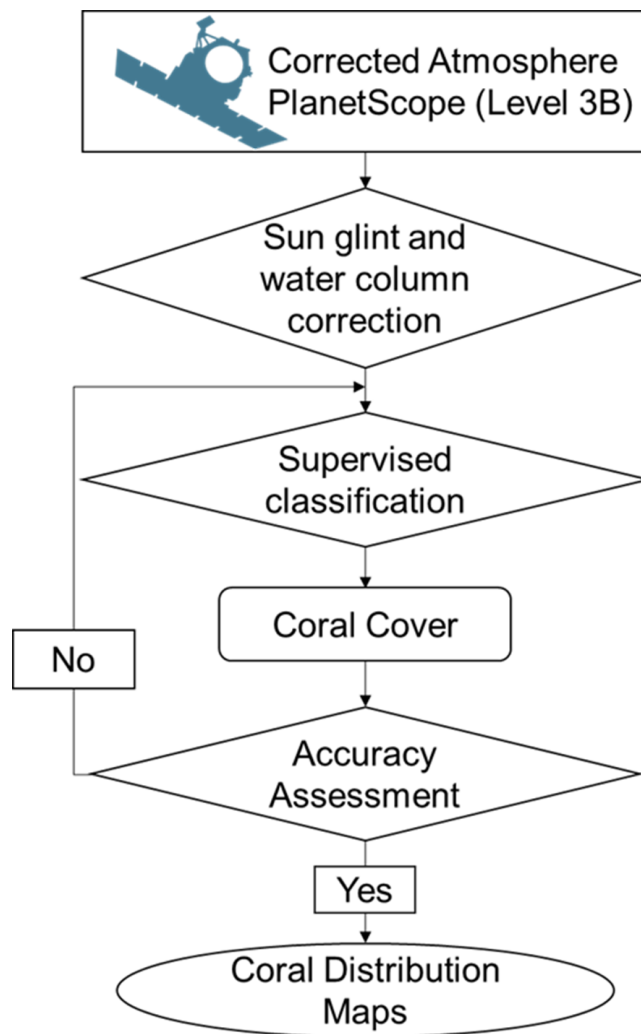 Corrected Atmosphere
PlanetScope (Level 3B)
Sun glint and
water column
correction
Supervised
classification
Coral Cover
No
Accuracy
Assessment
Yes
Coral Distribution
Maps